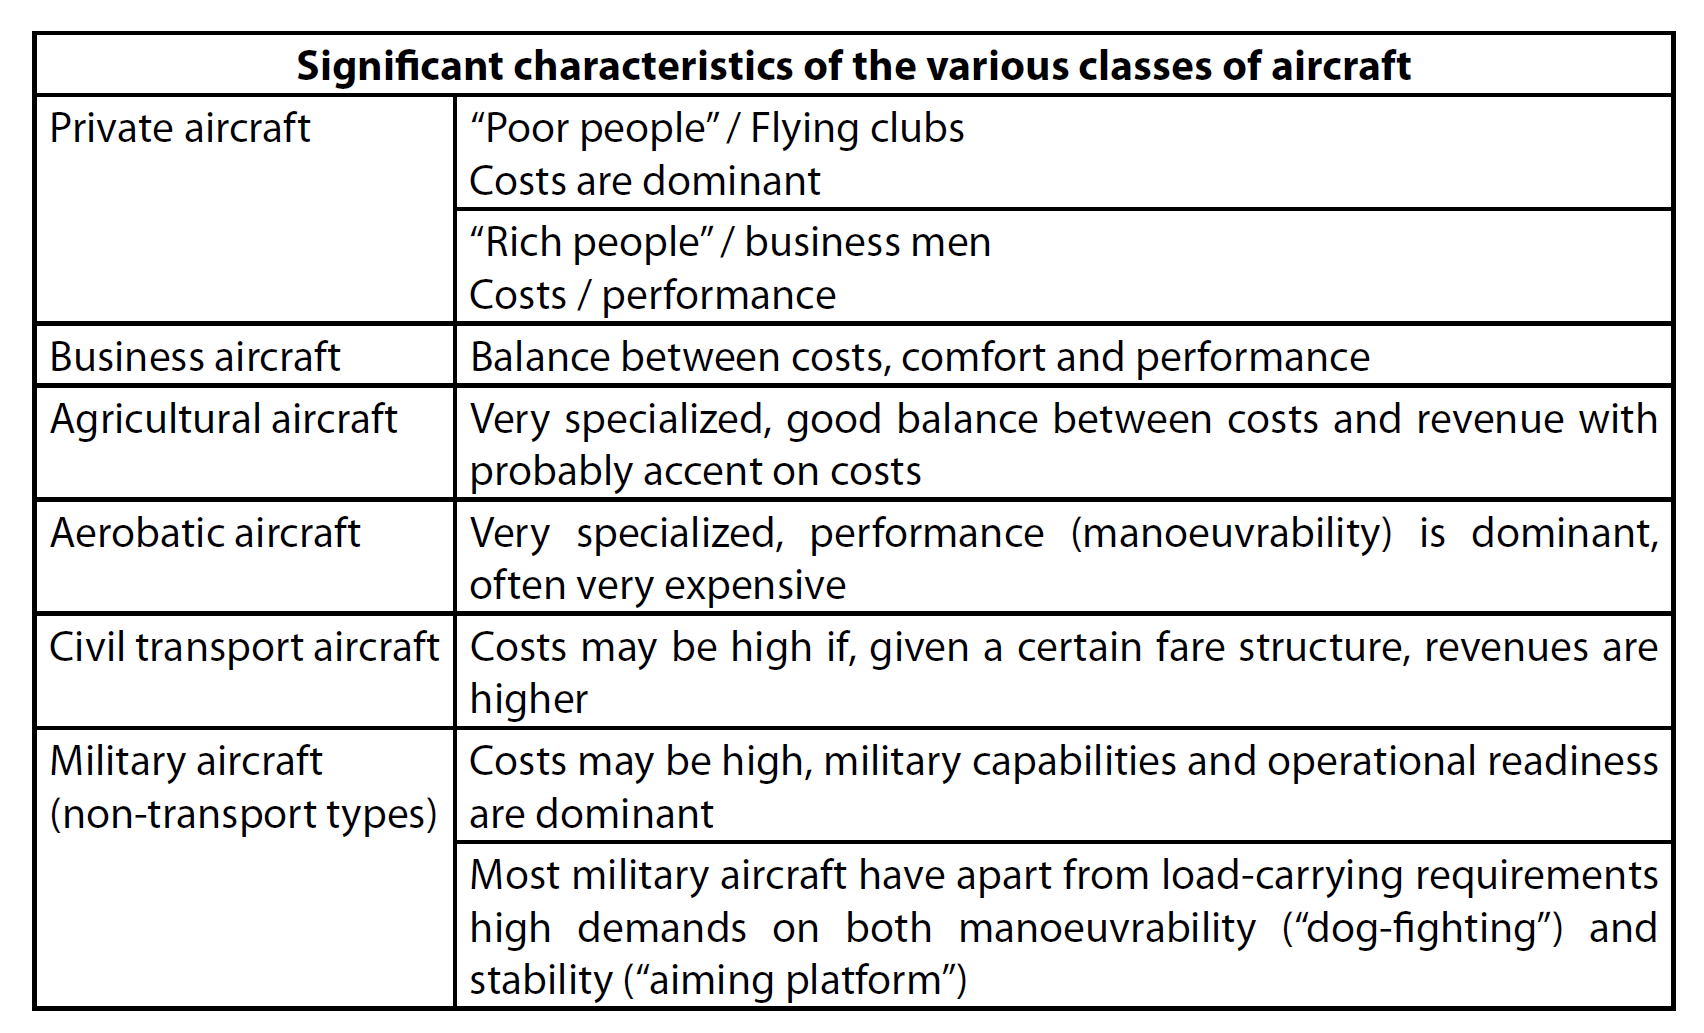 Significant characteristics of the various classes of aircraft
Private aircraft
“Poor people” / Flying clubs
Costs are dominant
“Rich people” / business men
Costs / performance
Business aircraft
Balance between costs, comfort and performance
Agricultural aircraft
Very specialized, good balance between costs and revenue with
probably accent on costs
Aerobatic aircraft
Very specialized, performance (manoeuvrability) is dominant,
often very expensive
Civil transport aircraft
Costs may be high if, given a certain fare structure, revenues are
higher
Military aircraft
(non-transport types)
Costs may be high, military capabilities and operational readiness
are dominant
Most military aircraft have apart from load-carrying requirements
high demands on both manoeuvrability (“dog-fighting”) and
stability (“aiming platform”)